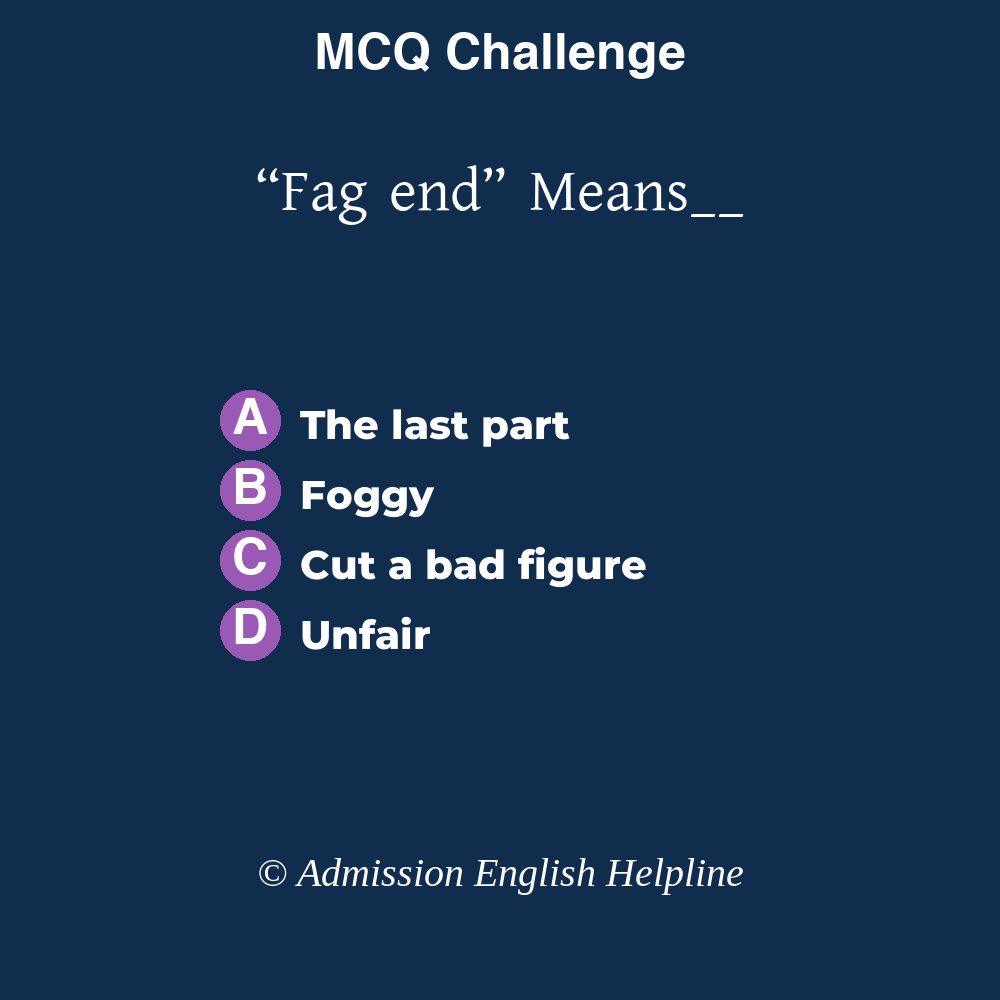 MCQ Challenge
“Fag end” Means__
A The last part
B Foggy
C Cut a bad figure
D Unfair
© Admission English Helpline